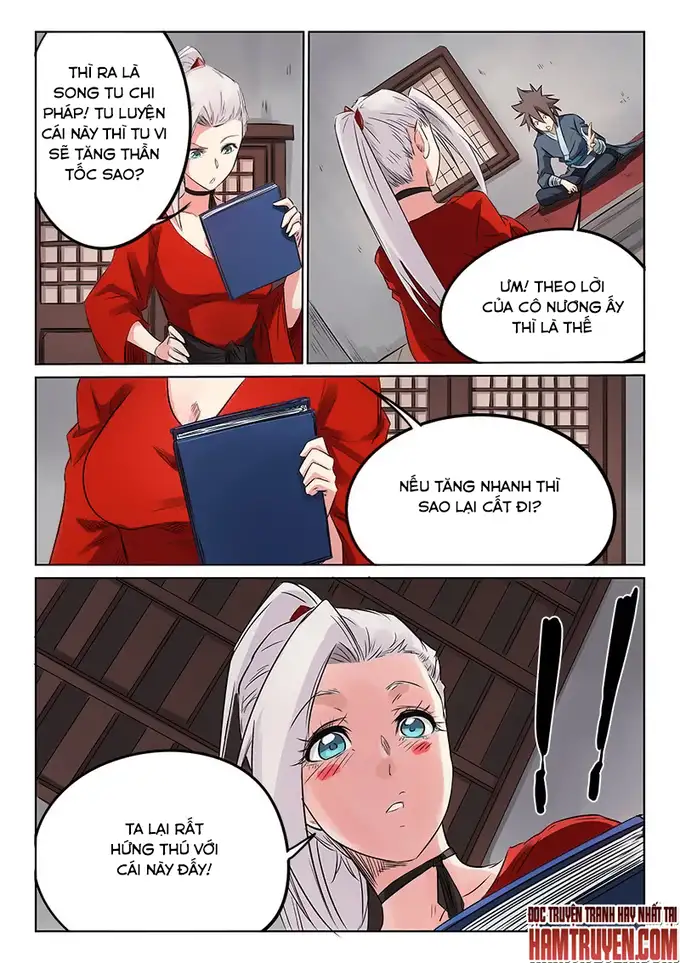 THÌ RA LÀ
SONG TU CHI
PHÁP! TU LUYỆN
CÁI NÀY THÌ TU VI
SẼ TĂNG THẦN
TỐC SAO?
ƯM! THEO LỜI
CỦA CÔ NƯƠNG ẤY
THÌ LÀ THẾ
NẾU TĂNG NHANH THÌ
SAO LẠI CẤT ĐI?
!!
TA LẠI RẤT
HỨNG THÚ VỚI
CÁI NÀY ĐẤY!
ĐỌC TRUYỆN TRANH HAY NHẤT TẠI
HAMTRUYEN.COM